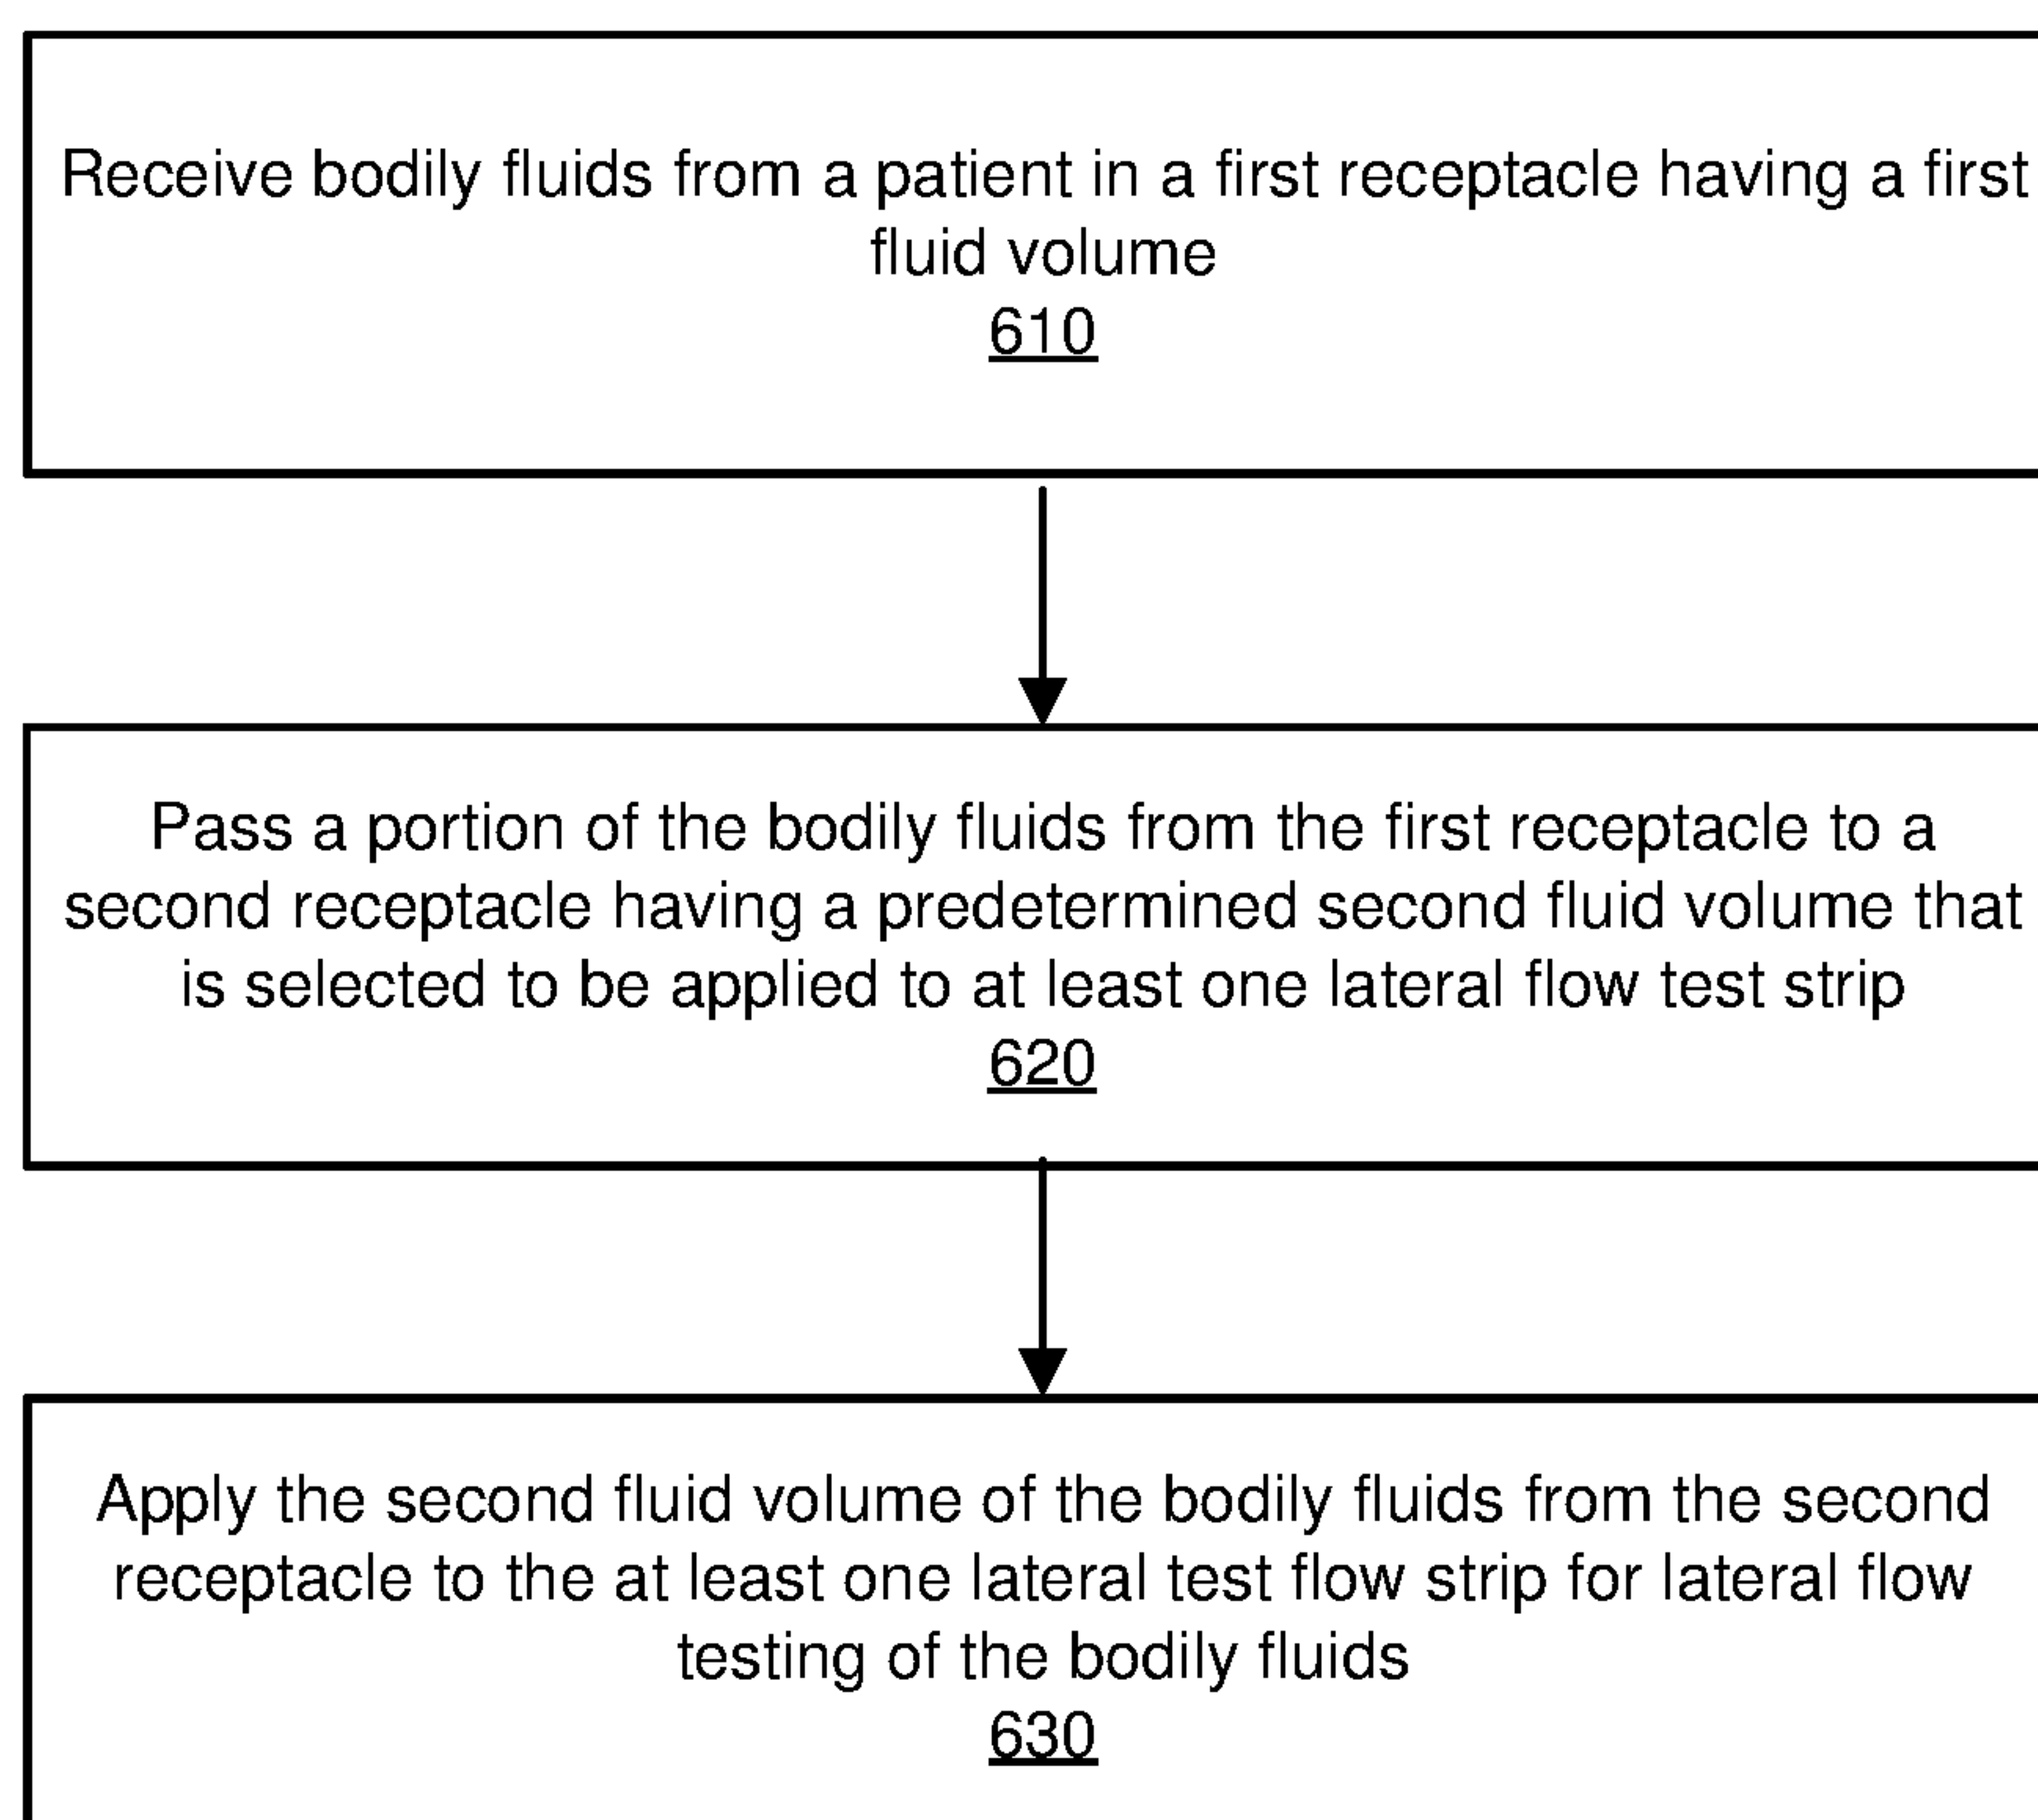 Receive bodily fluids from a patient in a first receptacle having a first
fluid volume
610
Pass a portion of the bodily fluids from the first receptacle to a
second receptacle having a predetermined second fluid volume that
is selected to be applied to at least one lateral flow test strip
620
Apply the second fluid volume of the bodily fluids from the second
receptacle to the at least one lateral test flow strip for lateral flow
testing of the bodily fluids
630